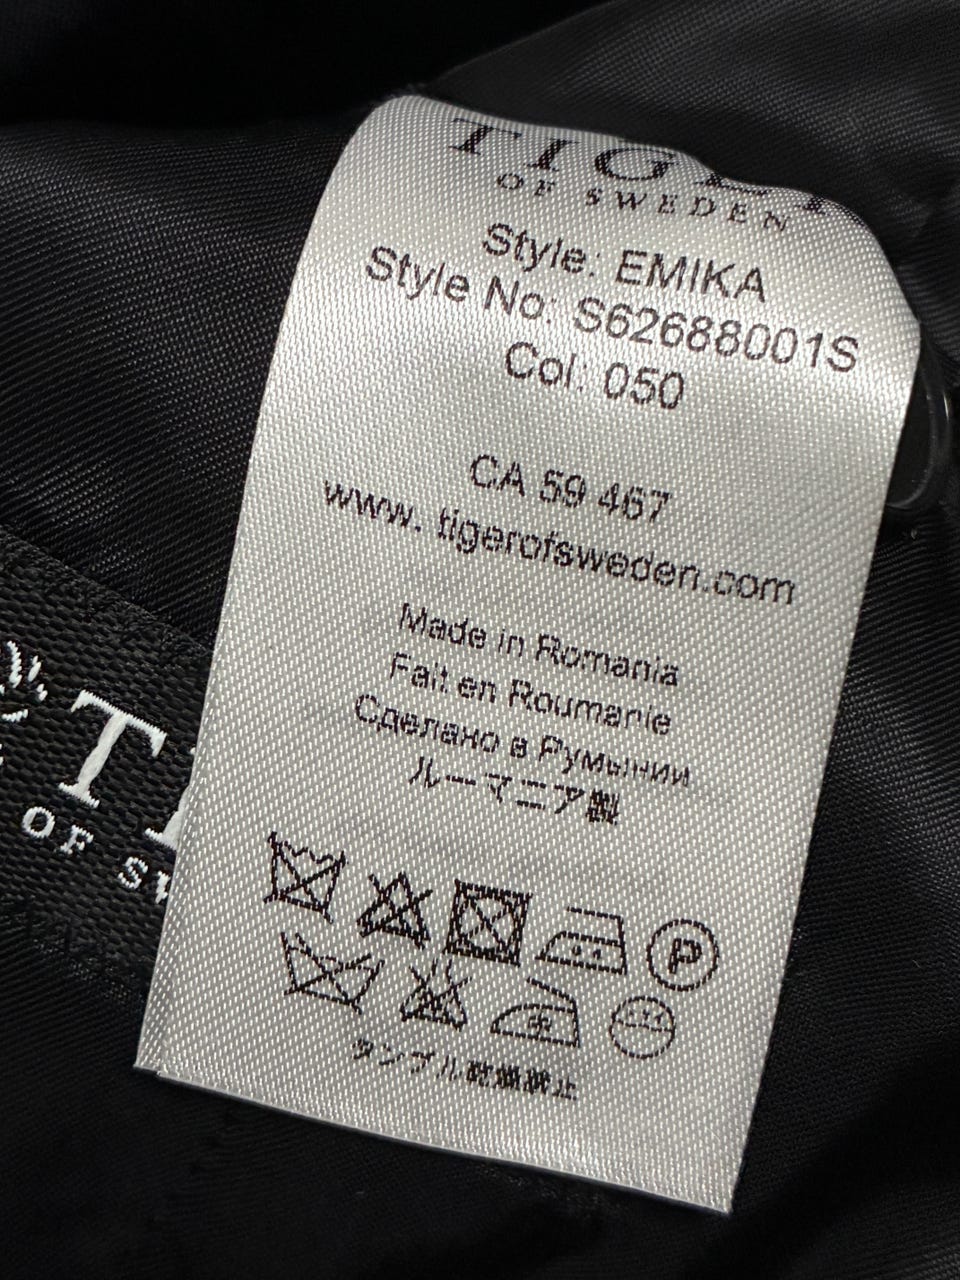 TIGER
OF SWEDEN
Style: EMIKA
Style No: S62688001S
Col: 050
CA 59 467
www. tigerofsweden.com
Made in Romania
Fait en Roumanie
Сделано в Румынии
ルーマニア製
P
タンブル乾燥禁止
TI
OF SW